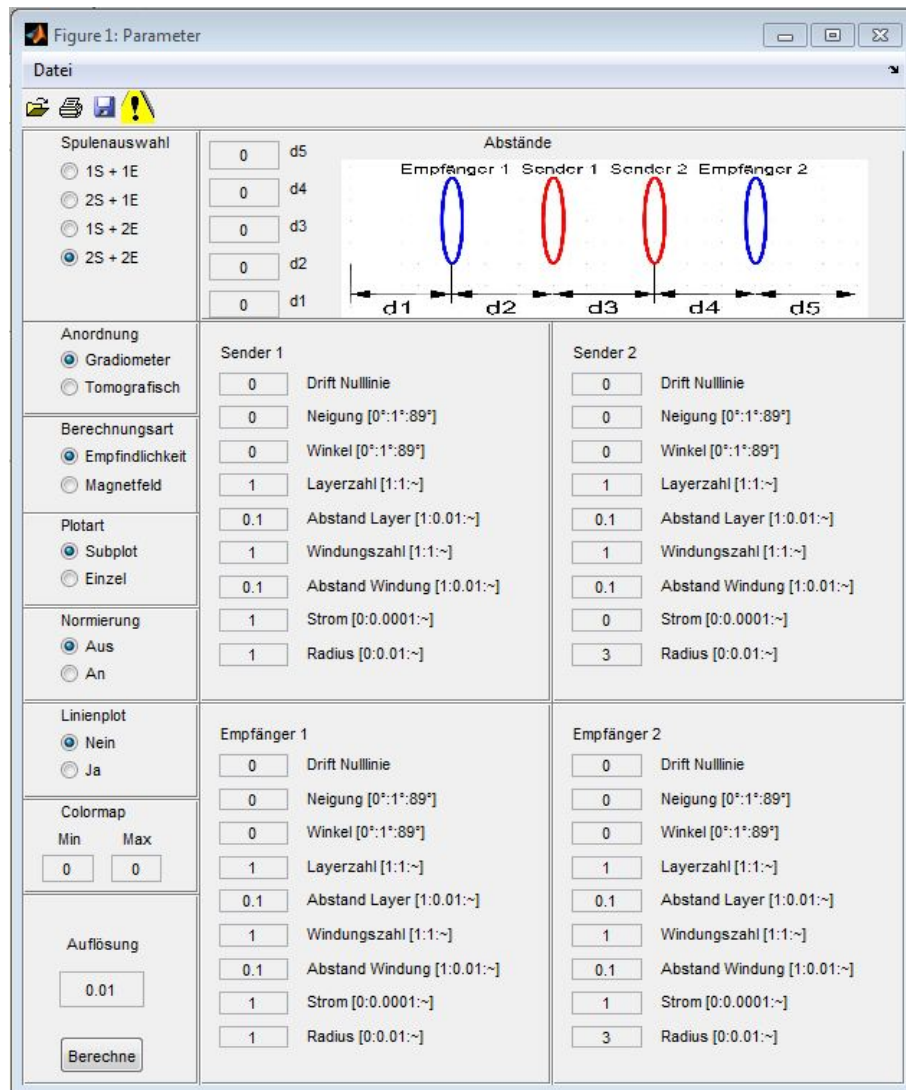 Figure 1: Parameter
Datei
Spulenauswahl
1S + 1E
2S + 1E
1S + 2E
2S + 2E
Abstände
0 d5
0 d4
0 d3
0 d2
0 d1
Empfänger 1 Sender 1 Sender 2 Empfänger 2
d1 d2 d3 d4 d5
Anordnung
Gradiometer
Tomografisch
Berechnungsart
Empfindlichkeit
Magnetfeld
Plotart
Subplot
Einzel
Normierung
Aus
An
Linienplot
Nein
Ja
Colormap
Min Max
0 0
Auflösung
0.01
Berechne
Sender 1
0 Drift Nulllinie
0 Neigung [0°:1°:89°]
0 Winkel [0°:1°:89°]
1 Layerzahl [1:1:~]
0.1 Abstand Layer [1:0.01:~]
1 Windungszahl [1:1:~]
0.1 Abstand Windung [1:0.01:~]
1 Strom [0:0.0001:~]
1 Radius [0:0.01:~]
Sender 2
0 Drift Nulllinie
0 Neigung [0°:1°:89°]
0 Winkel [0°:1°:89°]
1 Layerzahl [1:1:~]
0.1 Abstand Layer [1:0.01:~]
1 Windungszahl [1:1:~]
0.1 Abstand Windung [1:0.01:~]
0 Strom [0:0.0001:~]
3 Radius [0:0.01:~]
Empfänger 1
0 Drift Nulllinie
0 Neigung [0°:1°:89°]
0 Winkel [0°:1°:89°]
1 Layerzahl [1:1:~]
0.1 Abstand Layer [1:0.01:~]
1 Windungszahl [1:1:~]
0.1 Abstand Windung [1:0.01:~]
1 Strom [0:0.0001:~]
1 Radius [0:0.01:~]
Empfänger 2
0 Drift Nulllinie
0 Neigung [0°:1°:89°]
0 Winkel [0°:1°:89°]
1 Layerzahl [1:1:~]
0.1 Abstand Layer [1:0.01:~]
1 Windungszahl [1:1:~]
0.1 Abstand Windung [1:0.01:~]
1 Strom [0:0.0001:~]
3 Radius [0:0.01:~]